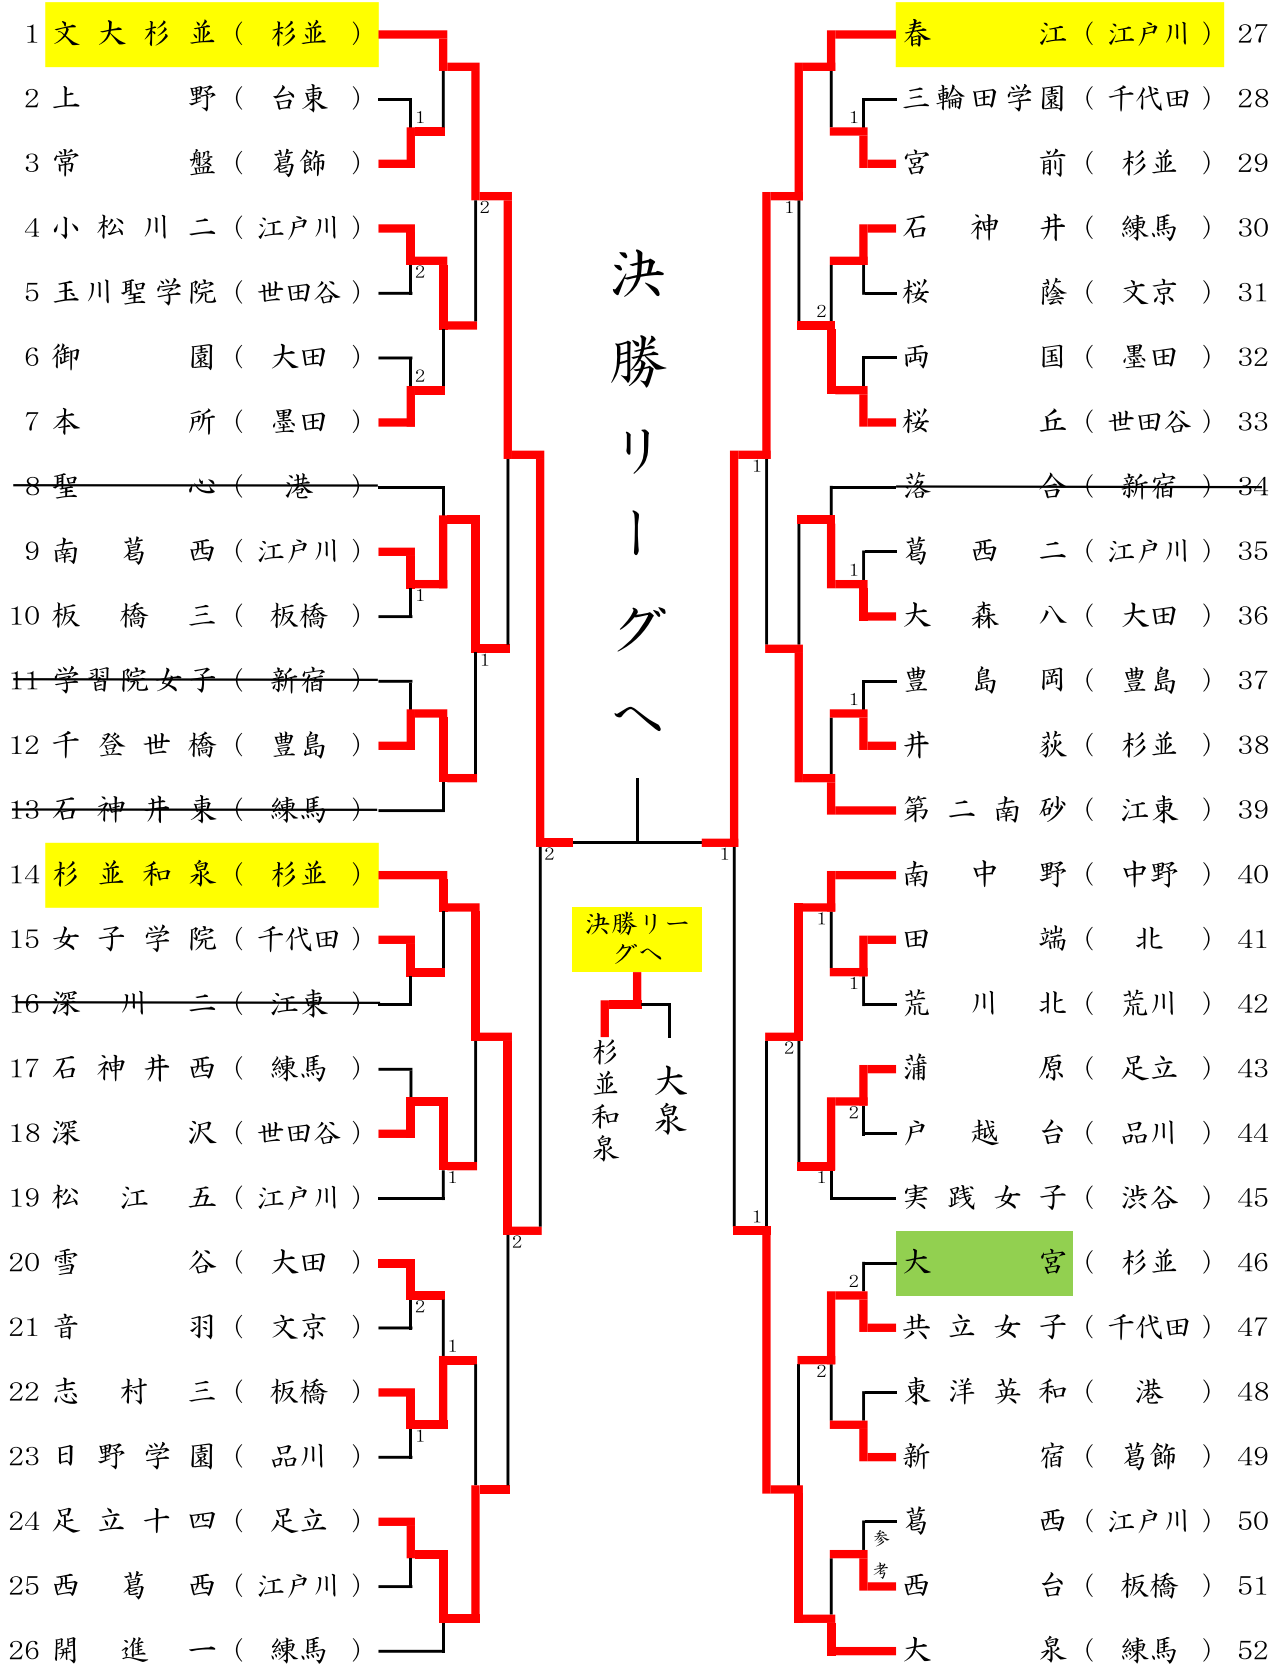 1 文大杉並 ( 杉並 )
2 上野 ( 台東 )
3 常盤 ( 葛飾 )
4 小松川二 ( 江戸川 )
5 玉川聖学院 ( 世田谷 )
6 御園 ( 大田 )
7 本所 ( 墨田 )
8 聖心 ( 港 )
9 南葛西 ( 江戸川 )
10 板橋三 ( 板橋 )
11 学習院女子 ( 新宿 )
12 千登世橋 ( 豊島 )
13 石神井東 ( 練馬 )
14 杉並和泉 ( 杉並 )
15 女子学院 ( 千代田 )
16 深川二 ( 江東 )
17 石神井西 ( 練馬 )
18 深沢 ( 世田谷 )
19 松江五 ( 江戸川 )
20 雪谷 ( 大田 )
21 音羽 ( 文京 )
22 志村三 ( 板橋 )
23 日野学園 ( 品川 )
24 足立十四 ( 足立 )
25 西葛西 ( 江戸川 )
26 開進一 ( 練馬 )
1
2
2
2
1
1
2
1
2
1
1
2
2
決勝リーグへ
決勝リー
グへ
杉並和泉
大泉
1
1
2
1
1
1
1
1
1
2
2
1
1
2
2
参考
春江 ( 江戸川 ) 27
三輪田学園 ( 千代田 ) 28
宮前 ( 杉並 ) 29
石神井 ( 練馬 ) 30
桜蔭 ( 文京 ) 31
両国 ( 墨田 ) 32
桜丘 ( 世田谷 ) 33
落合 ( 新宿 ) 34
葛西二 ( 江戸川 ) 35
大森八 ( 大田 ) 36
豊島岡 ( 豊島 ) 37
井荻 ( 杉並 ) 38
第二南砂 ( 江東 ) 39
南中野 ( 中野 ) 40
田端 ( 北 ) 41
荒川北 ( 荒川 ) 42
蒲原 ( 足立 ) 43
戸越台 ( 品川 ) 44
実践女子 ( 渋谷 ) 45
大宮 ( 杉並 ) 46
共立女子 ( 千代田 ) 47
東洋英和 ( 港 ) 48
新宿 ( 葛飾 ) 49
葛西 ( 江戸川 ) 50
西台 ( 板橋 ) 51
大泉 ( 練馬 ) 52